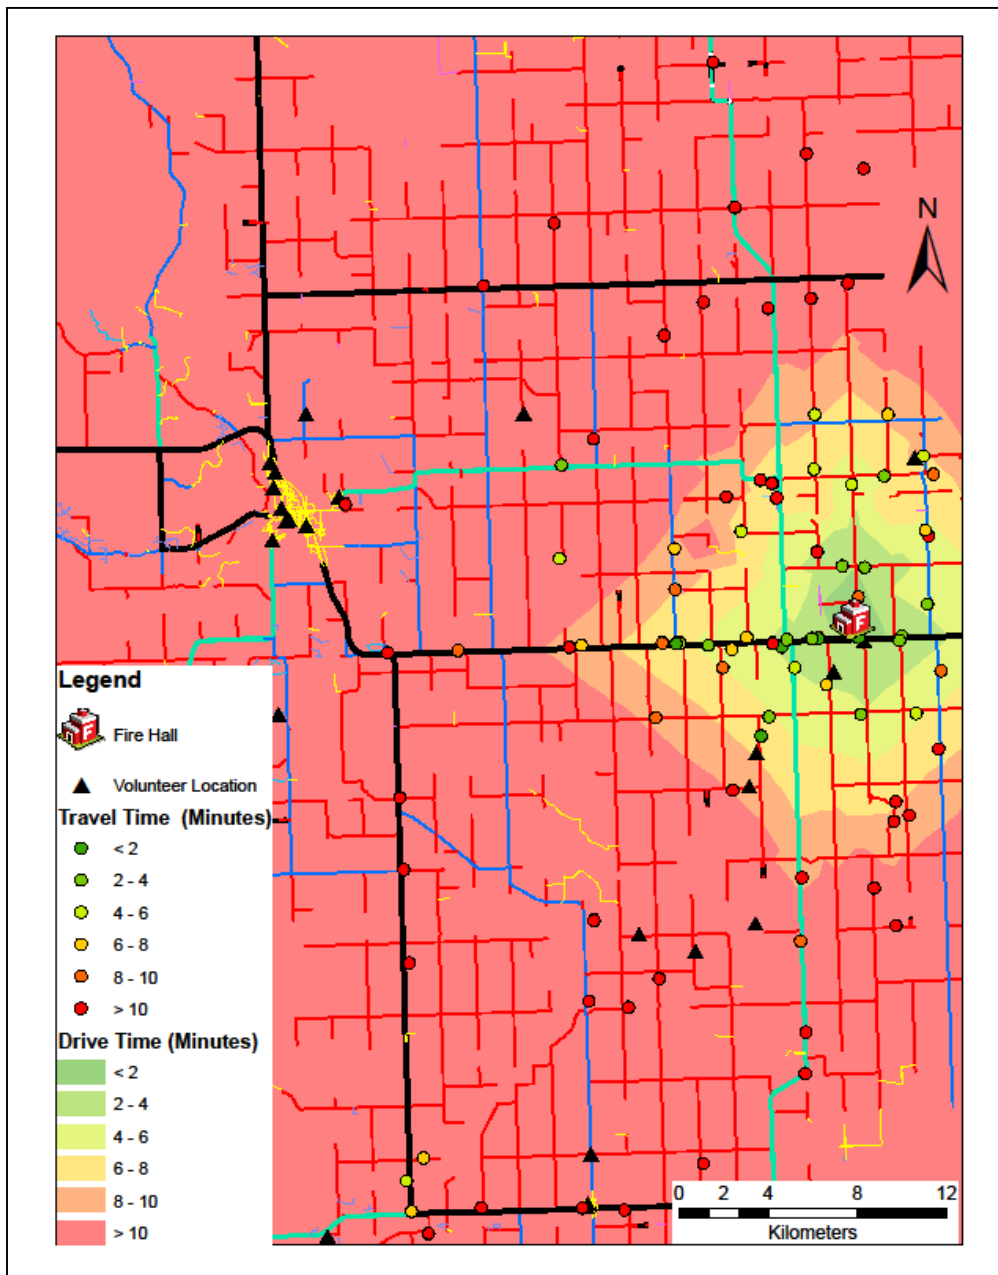 N
Legend
F
Fire Hall
Volunteer Location
Travel Time (Minutes)
< 2
2 - 4
4 - 6
6 - 8
8 - 10
> 10
Drive Time (Minutes)
< 2
2 - 4
4 - 6
6 - 8
8 - 10
> 10
0 2 4 8 12
Kilometers